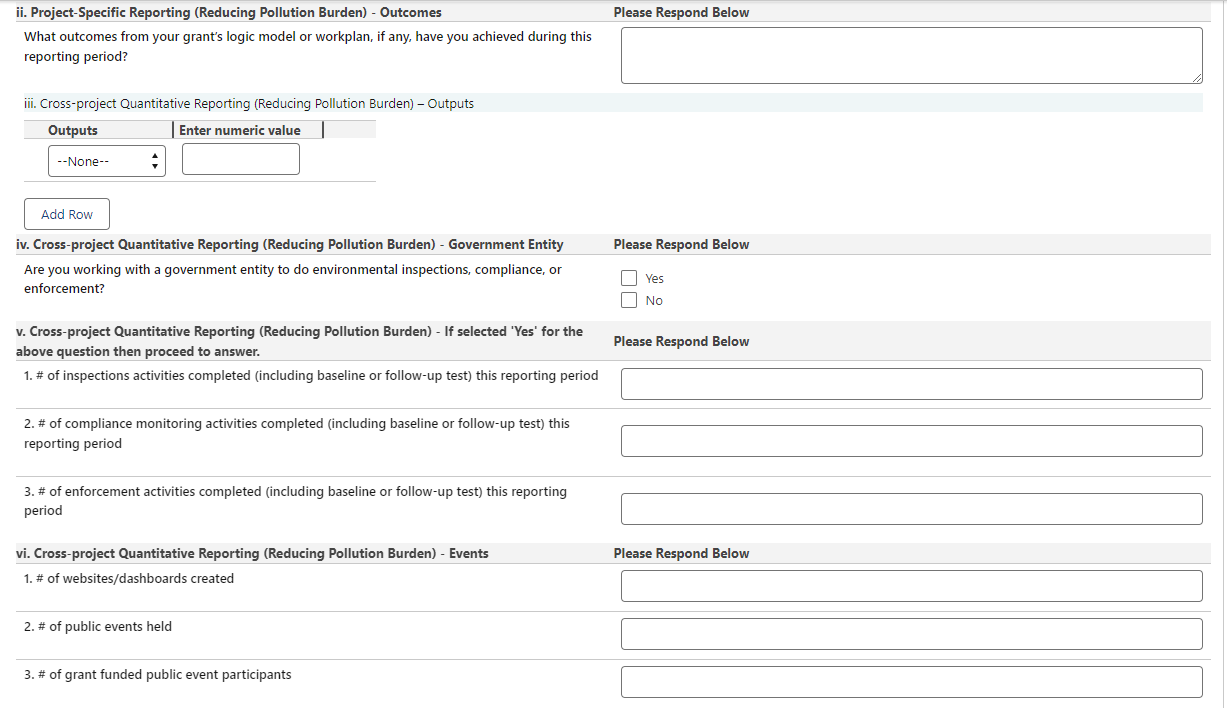 ii. Project-Specific Reporting (Reducing Pollution Burden) - Outcomes Please Respond Below
What outcomes from your grant's logic model or workplan, if any, have you achieved during this
reporting period?
iii. Cross-project Quantitative Reporting (Reducing Pollution Burden) – Outputs
Outputs Enter numeric value
--None--
Add Row
iv. Cross-project Quantitative Reporting (Reducing Pollution Burden) - Government Entity Please Respond Below
Are you working with a government entity to do environmental inspections, compliance, or
enforcement?
Yes
No
v. Cross-project Quantitative Reporting (Reducing Pollution Burden) - If selected 'Yes' for the
above question then proceed to answer.
Please Respond Below
1. # of inspections activities completed (including baseline or follow-up test) this reporting period
2. # of compliance monitoring activities completed (including baseline or follow-up test) this
reporting period
3. # of enforcement activities completed (including baseline or follow-up test) this reporting
period
vi. Cross-project Quantitative Reporting (Reducing Pollution Burden) - Events Please Respond Below
1. # of websites/dashboards created
2. # of public events held
3. # of grant funded public event participants